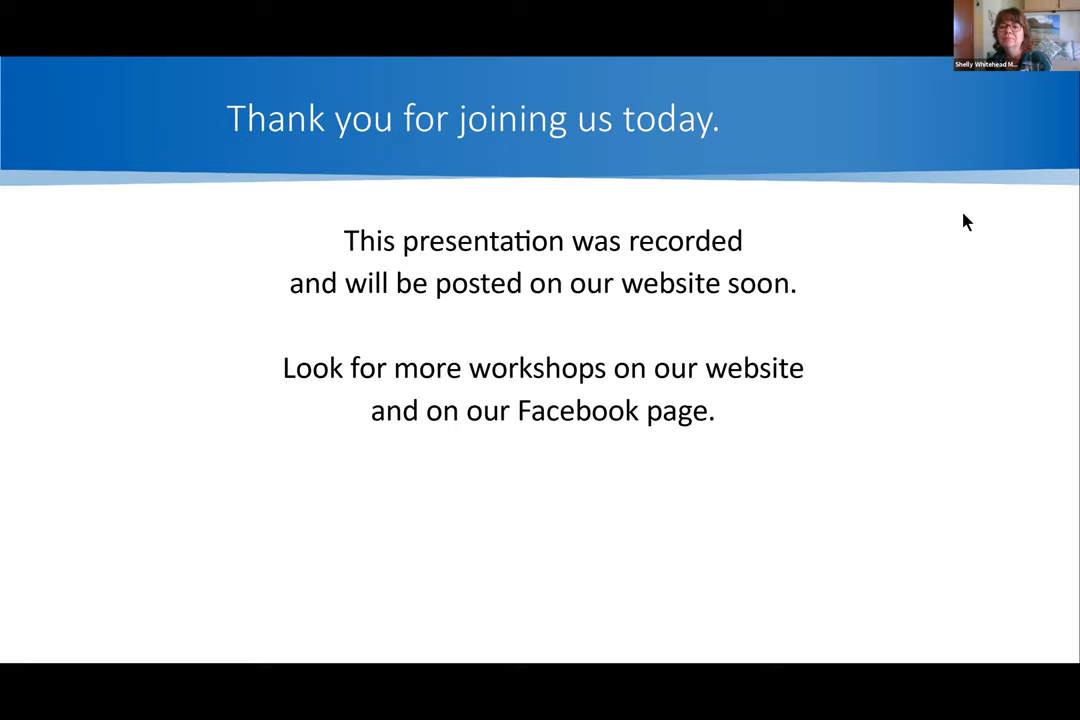 Shelly Whitehead M...
Thank you for joining us today.
This presentation was recorded
and will be posted on our website soon.
Look for more workshops on our website
and on our Facebook page.